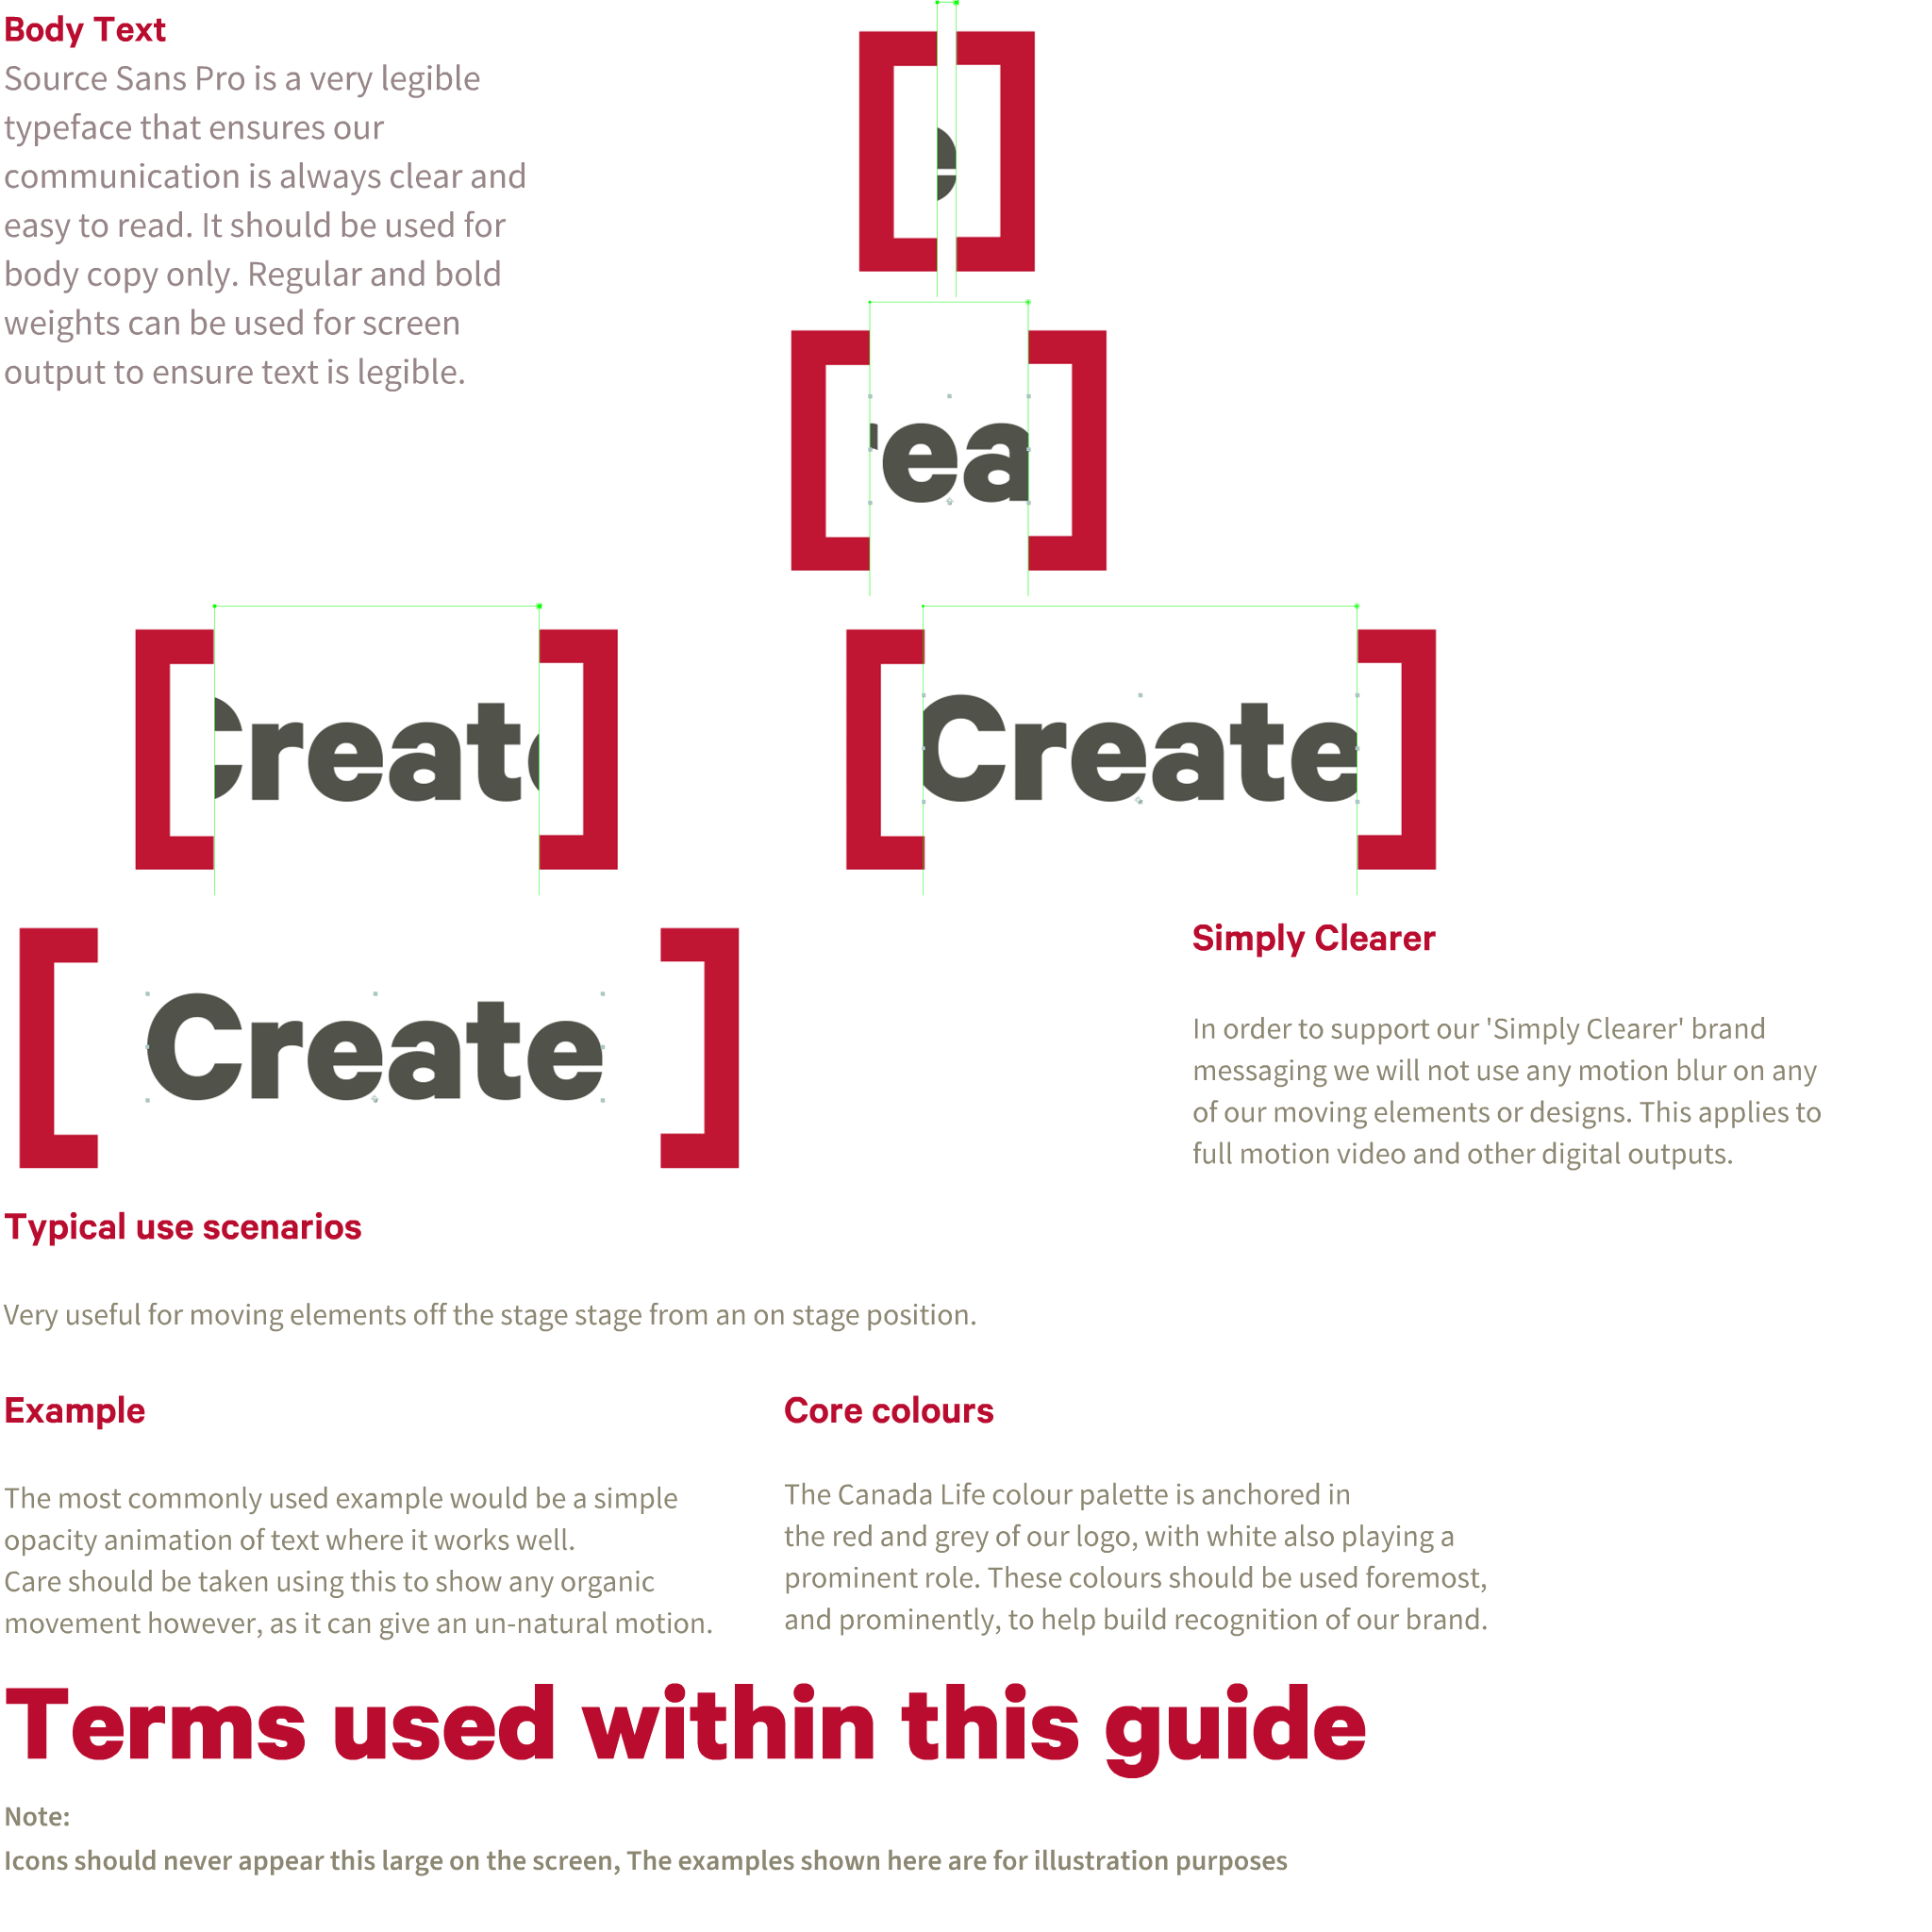 Body Text
Source Sans Pro is a very legible
typeface that ensures our
communication is always clear and
easy to read. It should be used for
body copy only. Regular and bold
weights can be used for screen
output to ensure text is legible.
[e]
[rea]
[Create]
[Create]
[Create]
Simply Clearer
In order to support our 'Simply Clearer' brand
messaging we will not use any motion blur on any
of our moving elements or designs. This applies to
full motion video and other digital outputs.
Typical use scenarios
Very useful for moving elements off the stage stage from an on stage position.
Example
The most commonly used example would be a simple
opacity animation of text where it works well.
Care should be taken using this to show any organic
movement however, as it can give an un-natural motion.
Core colours
The Canada Life colour palette is anchored in
the red and grey of our logo, with white also playing a
prominent role. These colours should be used foremost,
and prominently, to help build recognition of our brand.
Terms used within this guide
Note:
Icons should never appear this large on the screen, The examples shown here are for illustration purposes